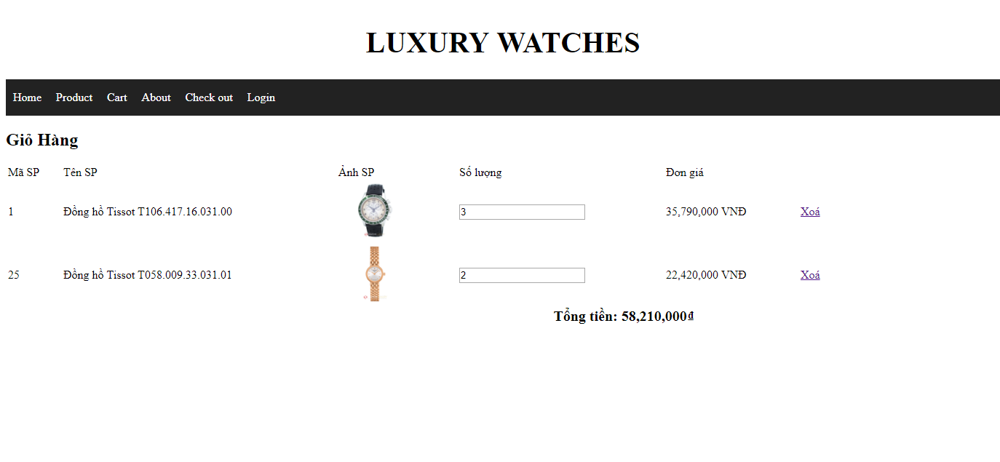 LUXURY WATCHES
Home Product Cart About Check out Login
Giỏ Hàng
Mã SP Tên SP Ảnh SP Số lượng Đơn giá
1 Đồng hồ Tissot T106.417.16.031.00 3 35,790,000 VNĐ Xoá
25 Đồng hồ Tissot T058.009.33.031.01 2 22,420,000 VNĐ Xoá
Tổng tiền: 58,210,000₫